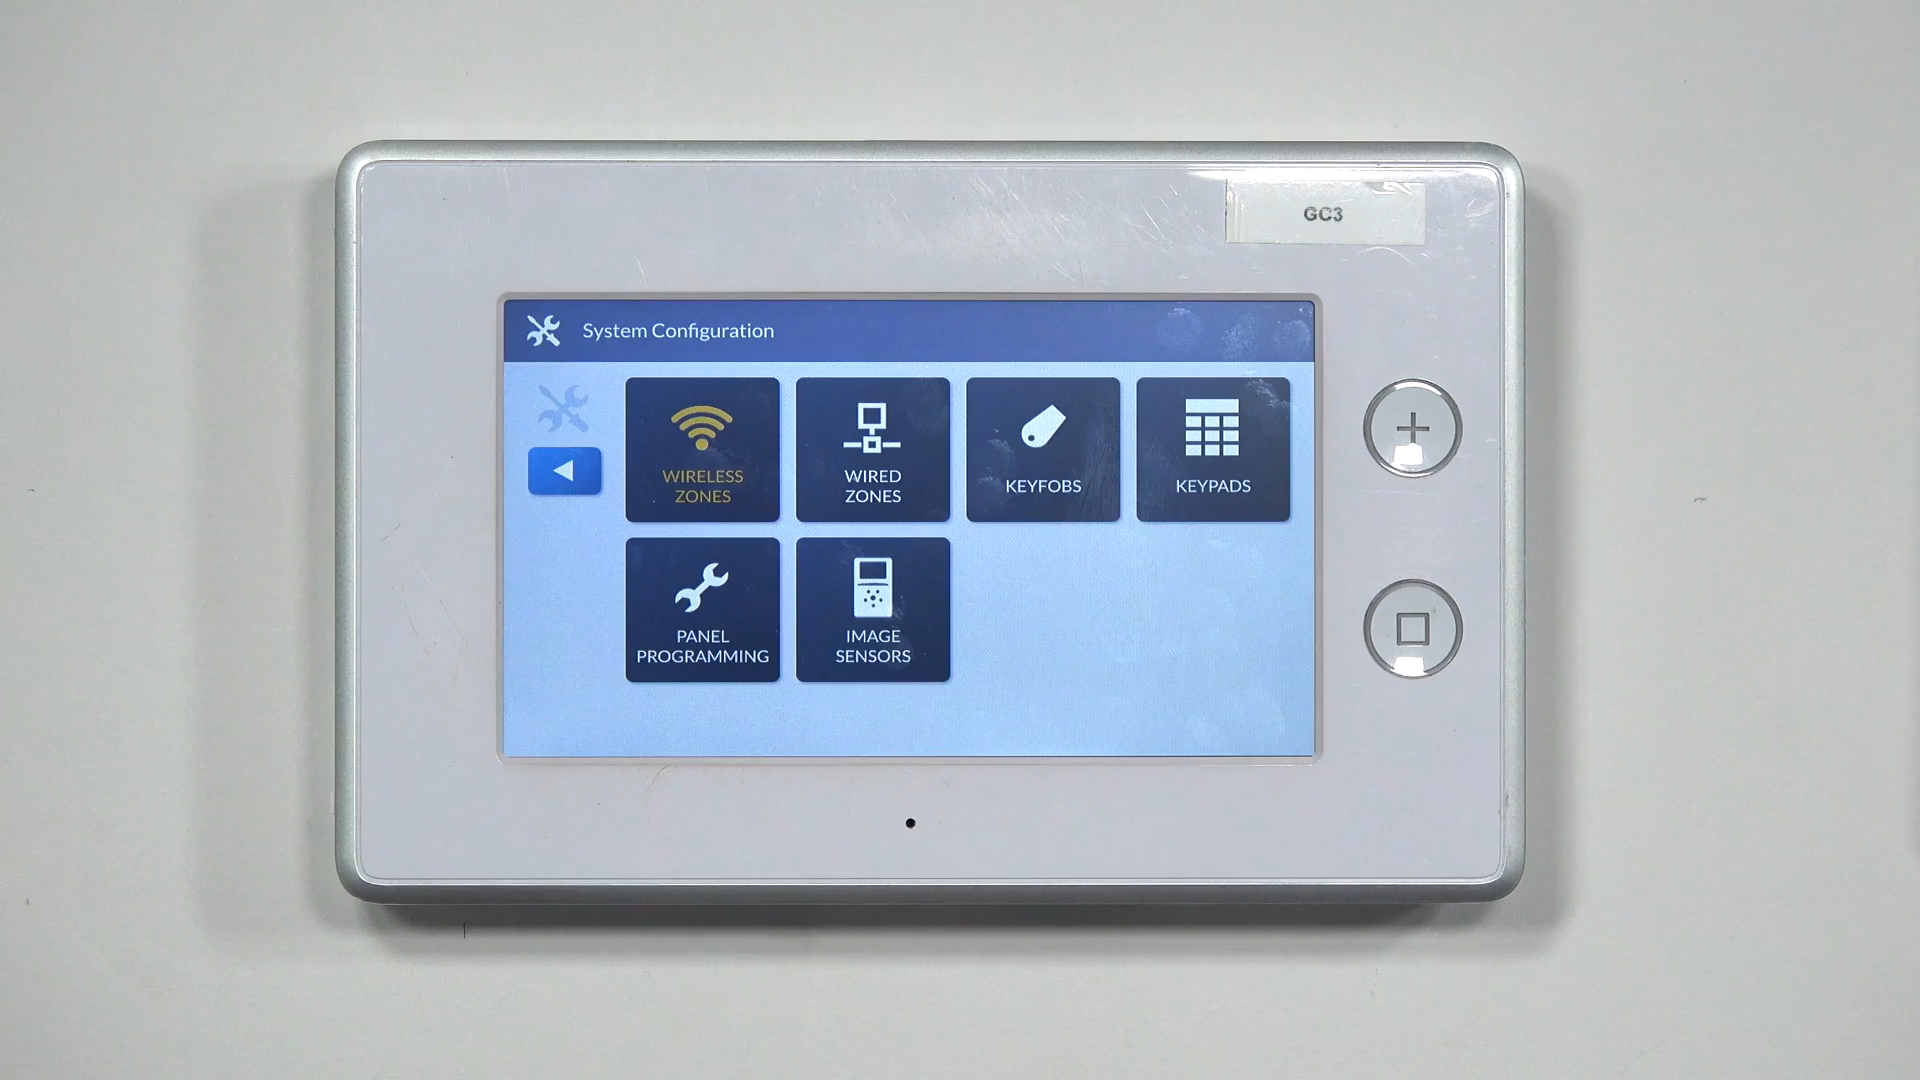 GC3
System Configuration
WIRELESS
ZONES
WIRED
ZONES
KEYFOBS
KEYPADS
PANEL
PROGRAMMING
IMAGE
SENSORS